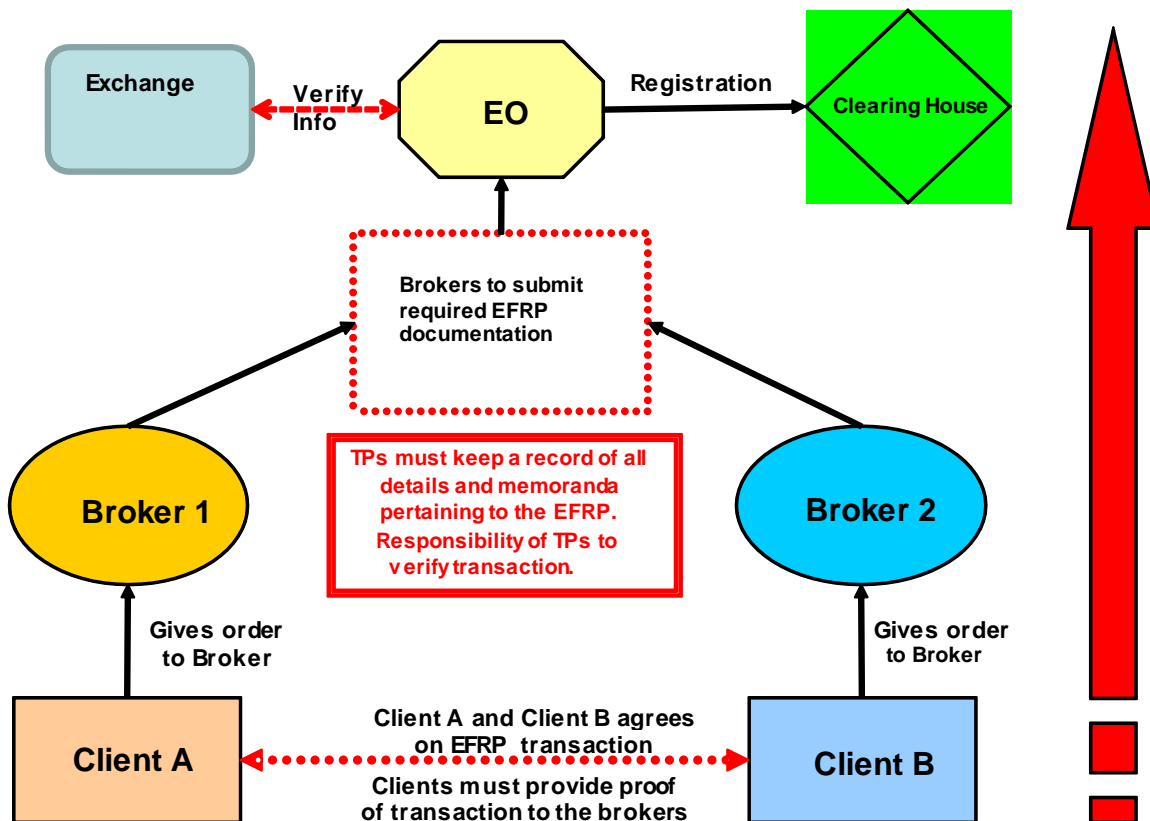 Exchange
Verify
Info
EO
Registration
Clearing House
Brokers to submit
required EFRP
documentation
TPs must keep a record of all
details and memoranda
pertaining to the EFRP.
Responsibility of TPs to
verify transaction.
Broker 1
Broker 2
Gives order
to Broker
Gives order
to Broker
Client A
Client A and Client B agrees
on EFRP transaction
Clients must provide proof
of transaction to the brokers
Client B